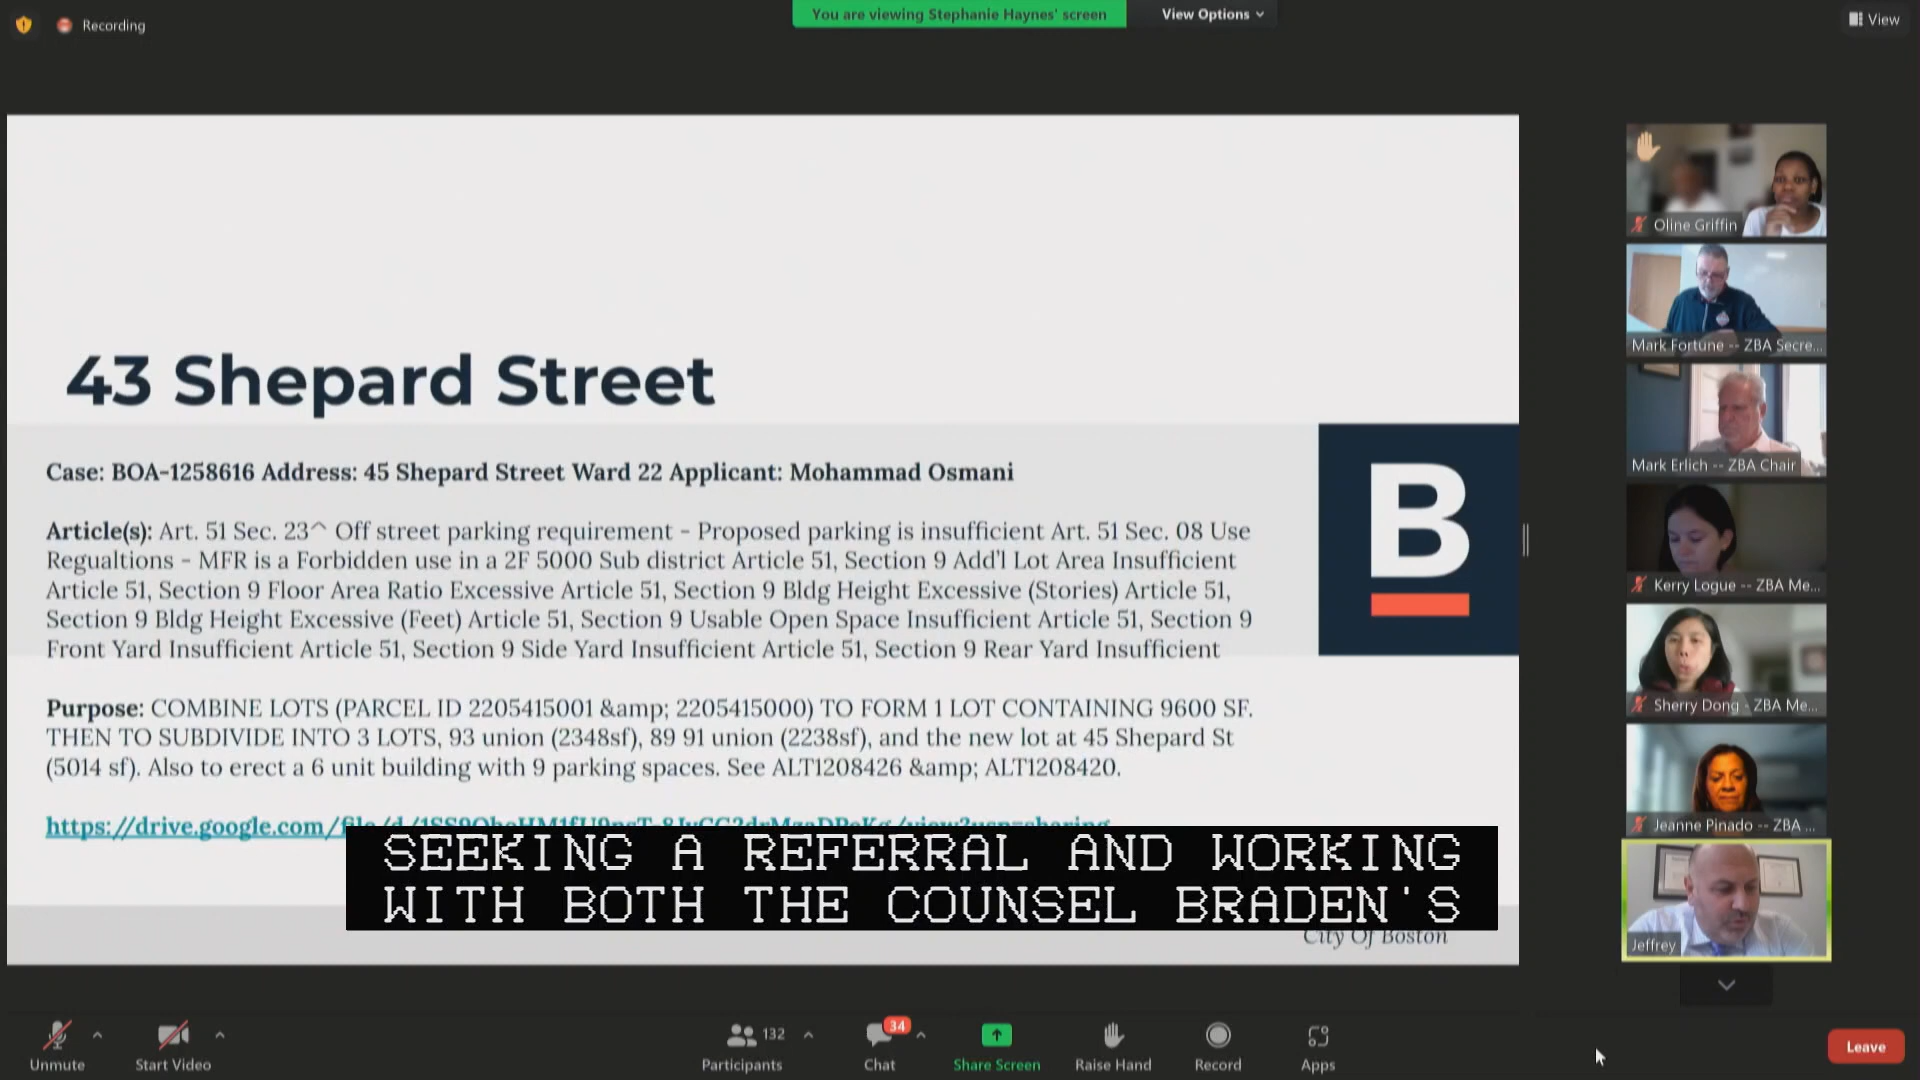 Recording
You are viewing Stephanie Haynes' screen
View Options
View
43 Shepard Street
Case: BOA-1258616 Address: 45 Shepard Street Ward 22 Applicant: Mohammad Osmani
Article(s): Art. 51 Sec. 23^ Off street parking requirement - Proposed parking is insufficient Art. 51 Sec. 08 Use
Regualtions - MFR is a Forbidden use in a 2F 5000 Sub district Article 51, Section 9 Add'l Lot Area Insufficient
Article 51, Section 9 Floor Area Ratio Excessive Article 51, Section 9 Bldg Height Excessive (Stories) Article 51,
Section 9 Bldg Height Excessive (Feet) Article 51, Section 9 Usable Open Space Insufficient Article 51, Section 9
Front Yard Insufficient Article 51, Section 9 Side Yard Insufficient Article 51, Section 9 Rear Yard Insufficient
Purpose: COMBINE LOTS (PARCEL ID 2205415001 &amp; 2205415000) TO FORM 1 LOT CONTAINING 9600 SF.
THEN TO SUBDIVIDE INTO 3 LOTS, 93 union (2348sf), 89 91 union (2238sf), and the new lot at 45 Shepard St
(5014 sf). Also to erect a 6 unit building with 9 parking spaces. See ALT1208426 &amp; ALT1208420.
https://drive.google.com/
SEEKING A REFERRAL AND WORKING
WITH BOTH THE COUNSEL BRADEN'S
City Of Boston
B
Oline Griffin
Mark Fortune -- ZBA Secre...
Mark Erlich -- ZBA Chair
Kerry Logue -- ZBA Me...
Sherry Dong - ZBA Me...
Jeanne Pinado -- ZBA ...
Jeffrey
Unmute
Start Video
132
Participants
34
Chat
Share Screen
Raise Hand
Record
Apps
Leave